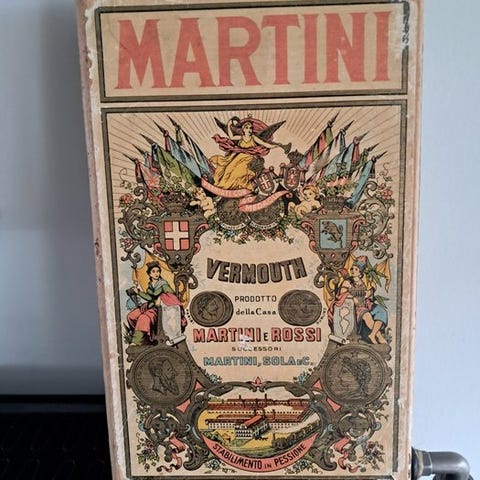 MARTINI
VERMOUTH
PRODOTTO
della Casa
MARTINI E ROSSI
SUCCESSORI
MARTINI, SOLA E C..
STABILIMENTO IN PESSIONE